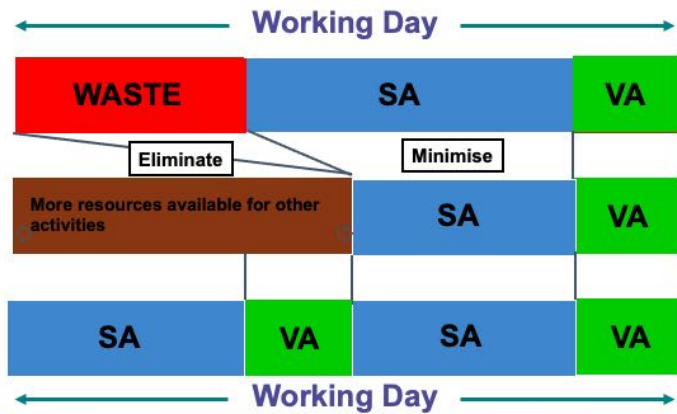 Working Day
WASTE SA VA
Eliminate Minimise
More resources available for other
activities
SA VA
SA VA SA VA
Working Day